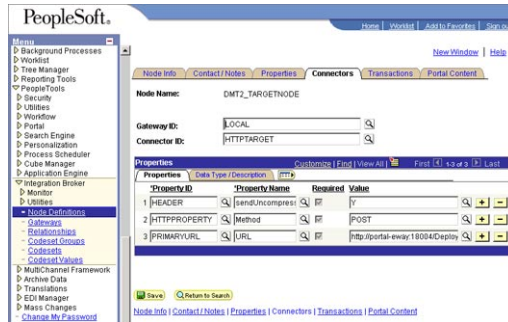 PeopleSoft.
Home | Worklist | Add to Favorites | Sign ou
Menu
Background Processes
Worklist
Tree Manager
Reporting Tools
PeopleTools
Security
Utilities
Workflow
Portal
Search Engine
Personalization
Process Scheduler
Cube Manager
Application Engine
Integration Broker
Monitor
Utilities
- Node Definitions
- Gateways
- Relationships
- Codeset Groups
- Codesets
- Codeset Values
MultiChannel Framework
Archive Data
Translations
EDI Manager
Mass Changes
- Change My Password
New Window | Help
Node Info Contact / Notes Properties Connectors Transactions Portal Content
Node Name: DMT2_TARGETNODE
Gateway ID: LOCAL
Connector ID: HTTPTARGET
Properties Customize | Find | View All | First 1-3 of 3 Last
Properties Data Type / Description
*Property ID *Property Name Required Value
1 HEADER sendUncompress Y
2 HTTPPROPERTY Method POST
3 PRIMARYURL URL http://portal-eway:18004/Deploy
Save Return to Search
Node Info | Contact / Notes | Properties | Connectors | Transactions | Portal Content